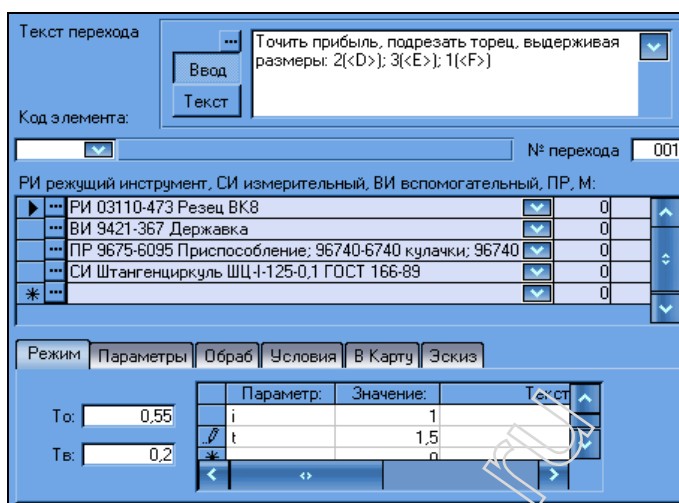 Текст перехода
...
Точить прибыль, подрезать торец, выдерживая
размеры: 2(<D>); 3(<E>); 1(<F>)
Ввод
Текст
Код элемента:
№ перехода 001
РИ режущий инструмент, СИ измерительный, ВИ вспомогательный, ПР, М:
... РИ 03110-473 Резец ВК8 0
... ВИ 9421-367 Державка 0
... ПР 9675-6095 Приспособление; 96740-6740 кулачки; 96740 0
... СИ Штангенциркуль ШЦ-I-125-0,1 ГОСТ 166-89 0
* ... 0
Режим Параметры Обраб Условия В Карту Эскиз
Параметр: Значение: Текст
То: 0,55
i 1
t 1,5
Тв: 0,2
* 0
ru